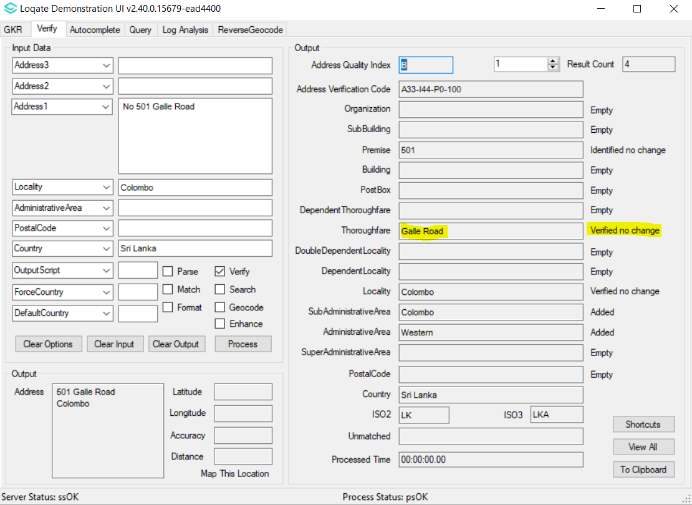 Loqate Demonstration UI v2.40.0.15679-ead4400
GKR Verify Autocomplete Query Log Analysis ReverseGeocode
Input Data
Address3
Address2
Address1 No 501 Galle Road
Locality Colombo
AdministrativeArea
PostalCode
Country Sri Lanka
OutputScript Parse Verify
ForceCountry Match Search
DefaultCountry Format Geocode
Enhance
Clear Options Clear Input Clear Output Process
Output
Address 501 Galle Road
Colombo
Latitude
Longitude
Accuracy
Distance
Map This Location
Output
Address Quality Index B 1 Result Count 4
Address Verification Code A33-I44-P0-100
Organization Empty
SubBuilding Empty
Premise 501 Identified no change
Building Empty
PostBox Empty
DependentThoroughfare Empty
Thoroughfare Galle Road Verified no change
DoubleDependentLocality Empty
DependentLocality Empty
Locality Colombo Verified no change
SubAdministrativeArea Colombo Added
AdministrativeArea Western Added
SuperAdministrativeArea Empty
PostalCode Empty
Country Sri Lanka
ISO2 LK ISO3 LKA
Unmatched
Processed Time 00:00:00.00
Shortcuts
View All
To Clipboard
Server Status: ssOK Process Status: psOK